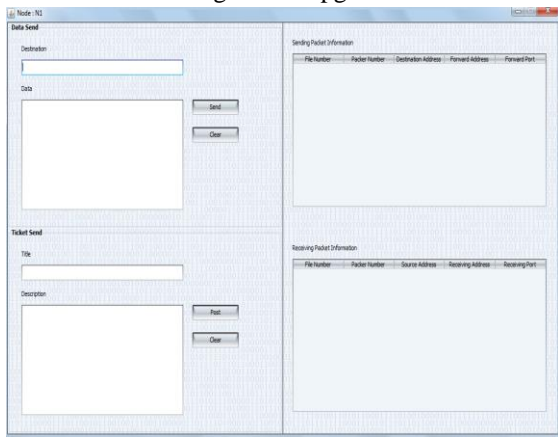 Node : N1
Data Send
Destination
Data
Send
Clear
Ticket Send
Title
Description
Post
Clear
Sending Packet Information
File Number Packer Number Destination Address Forward Address Forward Port
Receiving Packet Information
File Number Packer Number Source Address Receiving Address Receiving Port